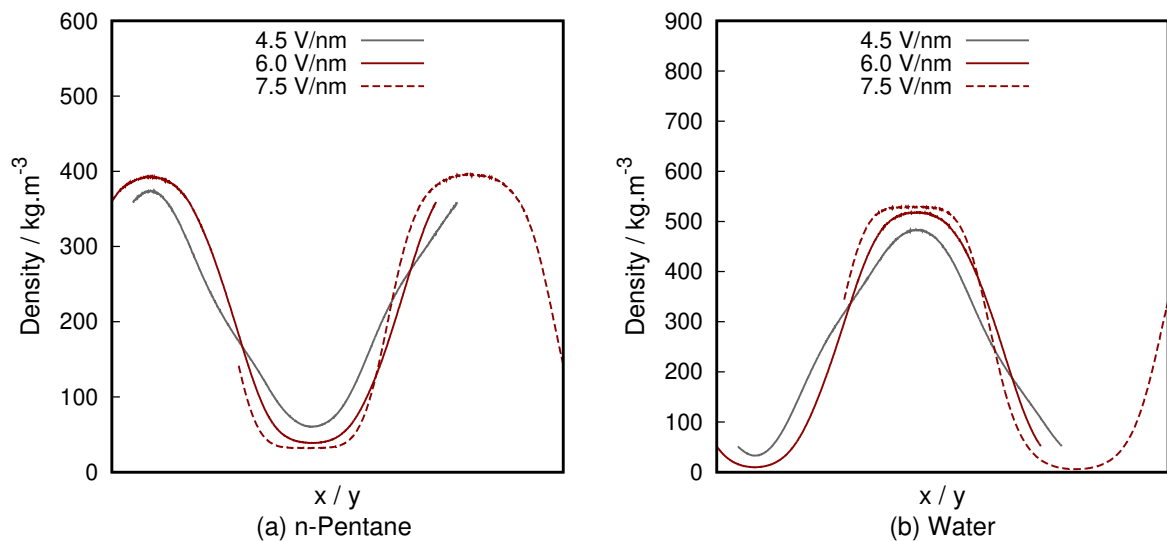 600
500
400
300
200
100
0
Density / kg.m⁻³
4.5 V/nm
6.0 V/nm
7.5 V/nm
x / y
(a) n-Pentane
900
800
700
600
500
400
300
200
100
0
Density / kg.m⁻³
4.5 V/nm
6.0 V/nm
7.5 V/nm
x / y
(b) Water